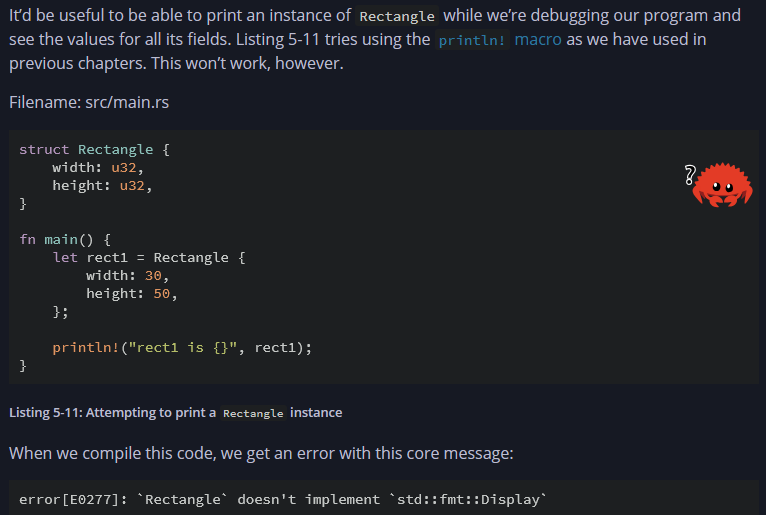 It’d be useful to be able to print an instance of Rectangle while we’re debugging our program and
see the values for all its fields. Listing 5-11 tries using the println! macro as we have used in
previous chapters. This won’t work, however.
Filename: src/main.rs
struct Rectangle {
    width: u32,
    height: u32,
}
?
fn main() {
    let rect1 = Rectangle {
        width: 30,
        height: 50,
    };
    println!("rect1 is {}", rect1);
}
Listing 5-11: Attempting to print a Rectangle instance
When we compile this code, we get an error with this core message:
error[E0277]: `Rectangle` doesn't implement `std::fmt::Display`